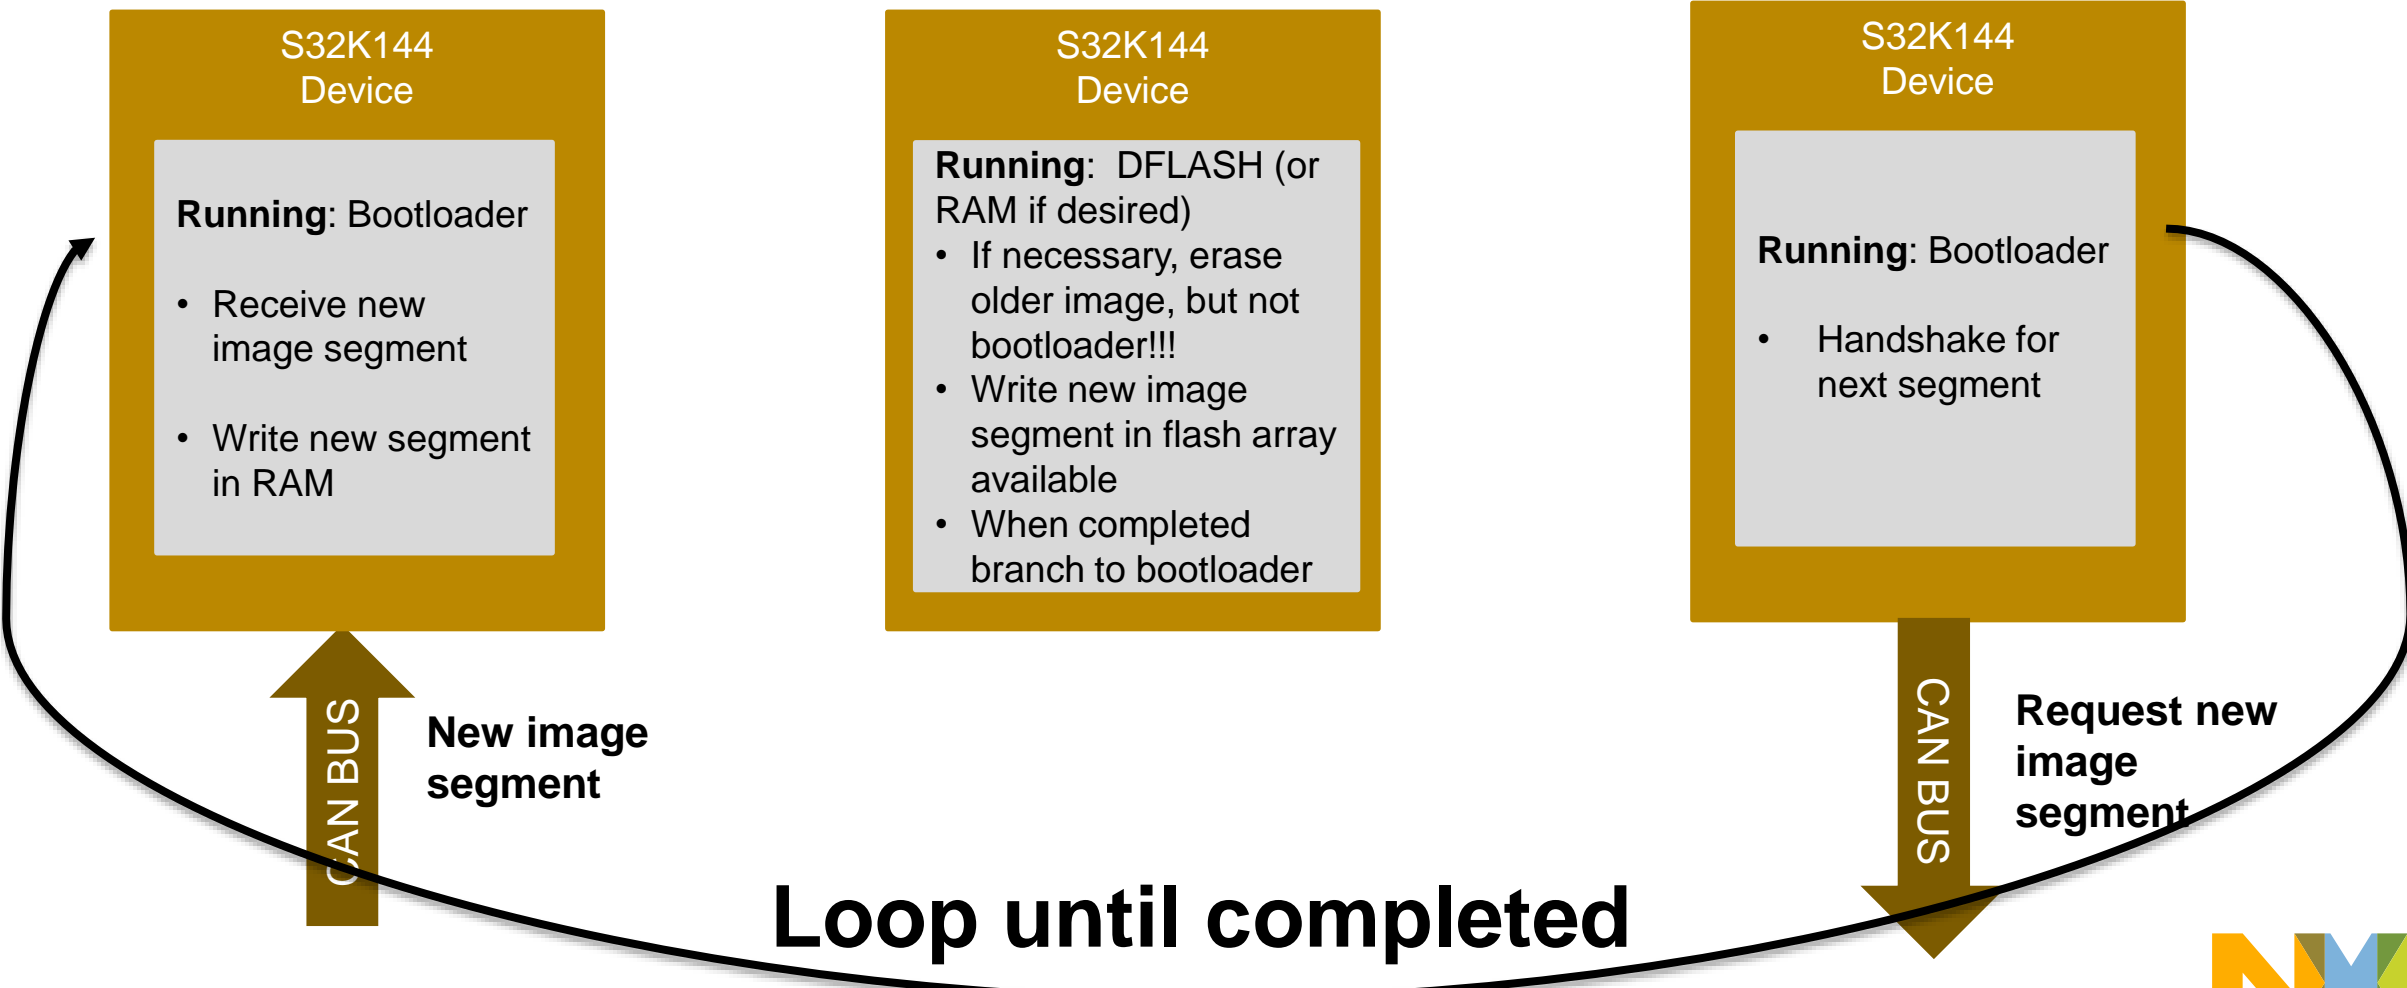 S32K144
Device
Running: Bootloader
• Receive new
image segment
• Write new segment
in RAM
CAN BUS
New image
segment
S32K144
Device
Running:  DFLASH (or
RAM if desired)
• If necessary, erase
older image, but not
bootloader!!!
• Write new image
segment in flash array
available
• When completed
branch to bootloader
S32K144
Device
Running: Bootloader
• Handshake for
next segment
CAN BUS
Request new
image
segment
Loop until completed